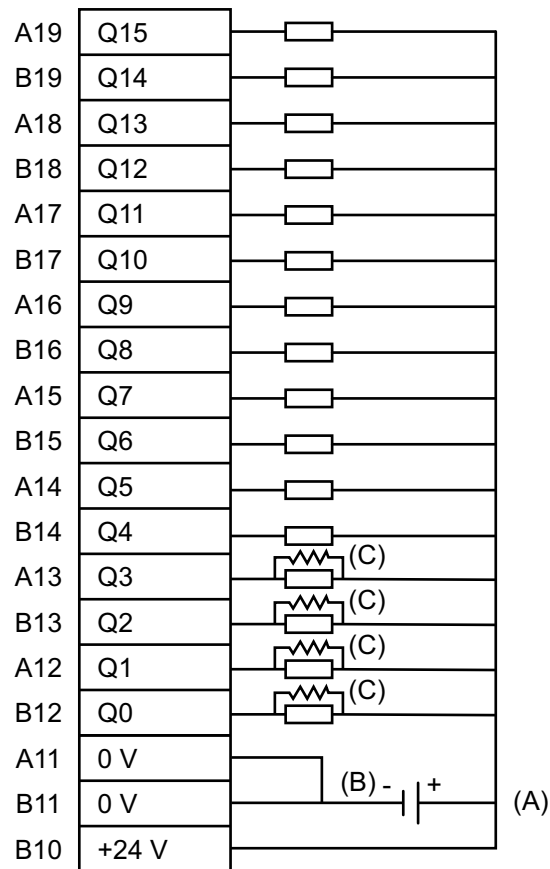 A19 Q15
B19 Q14
A18 Q13
B18 Q12
A17 Q11
B17 Q10
A16 Q9
B16 Q8
A15 Q7
B15 Q6
A14 Q5
B14 Q4
(C)
A13 Q3
(C)
B13 Q2
(C)
A12 Q1
(C)
B12 Q0
A11 0 V
B11 0 V (B) - + (A)
B10 +24 V